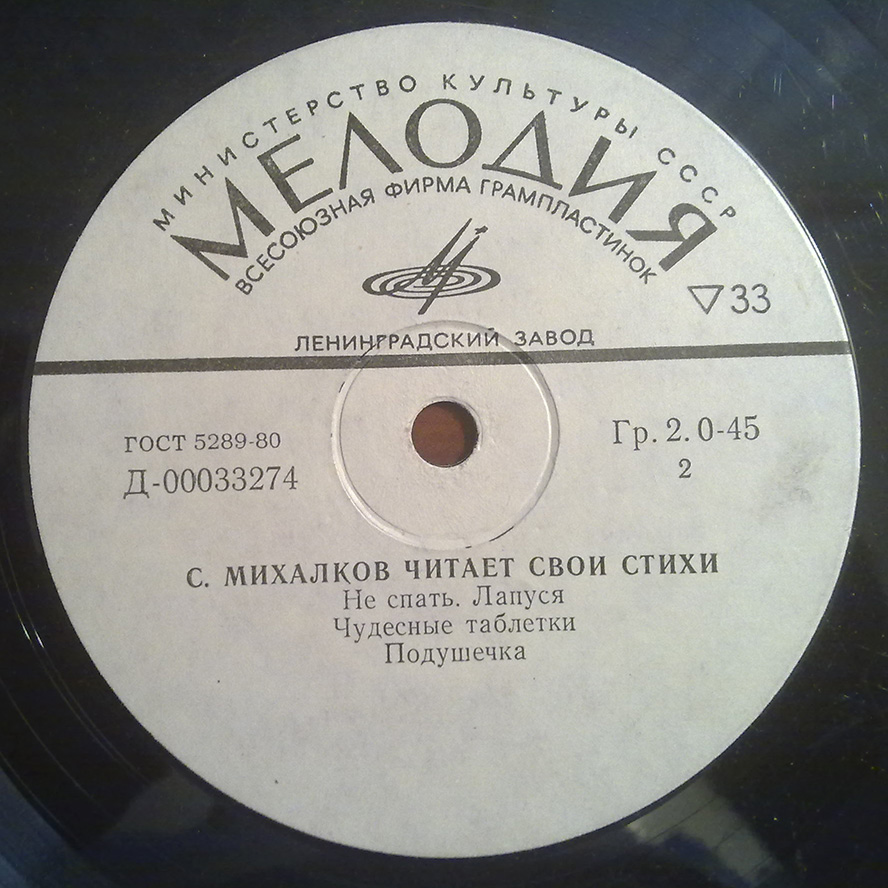 МИНИСТЕРСТВО КУЛЬТУРЫ СССР
МЕЛОДИЯ
ВСЕСОЮЗНАЯ ФИРМА ГРАМПЛАСТИНОК
33
ЛЕНИНГРАДСКИЙ ЗАВОД
ГОСТ 5289-80
Д-00033274
Гр. 2. 0-45
2
С. МИХАЛКОВ ЧИТАЕТ СВОИ СТИХИ
Не спать. Лапуся
Чудесные таблетки
Подушечка